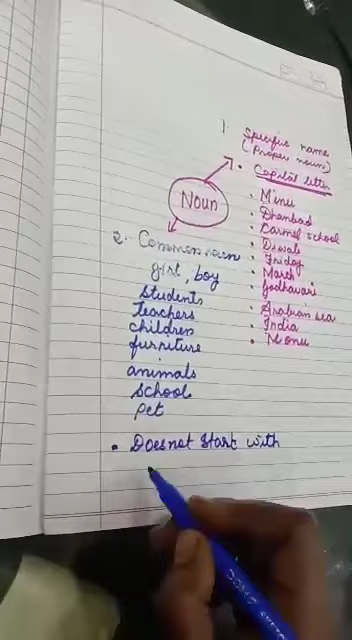 1. Specific name
(Proper noun)
• Capital letter
Noun
• Minu
• Dhanbad
• Carmel school
• Diwali
• Friday
• March
• Godhavari
• Arabian sea
• India
• Monu
2. Common noun
girl, boy
Students
Teachers
children
furniture
animals
School
Pet
• Doesnot Start with